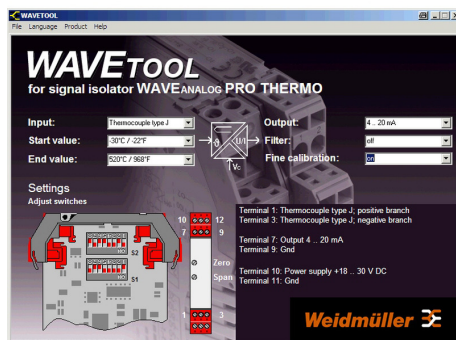 WAVETOOL
File Language Product Help
WAVETOOL
for signal isolator WAVEANALOG PRO THERMO
Input: Thermocouple type J Output: 4 .. 20 mA
Start value: -30°C / -22°F Filter: off
End value: 520°C / 968°F Fine calibration: on
ϑ U/I
Vc
Settings
Adjust switches
10 12
7 9
S2
S1
Zero
Span
1 3
Terminal 1: Thermocouple type J; positive branch
Terminal 3: Thermocouple type J; negative branch
Terminal 7: Output 4 .. 20 mA
Terminal 9: Gnd
Terminal 10: Power supply +18 .. 30 V DC
Terminal 11: Gnd
Weidmüller